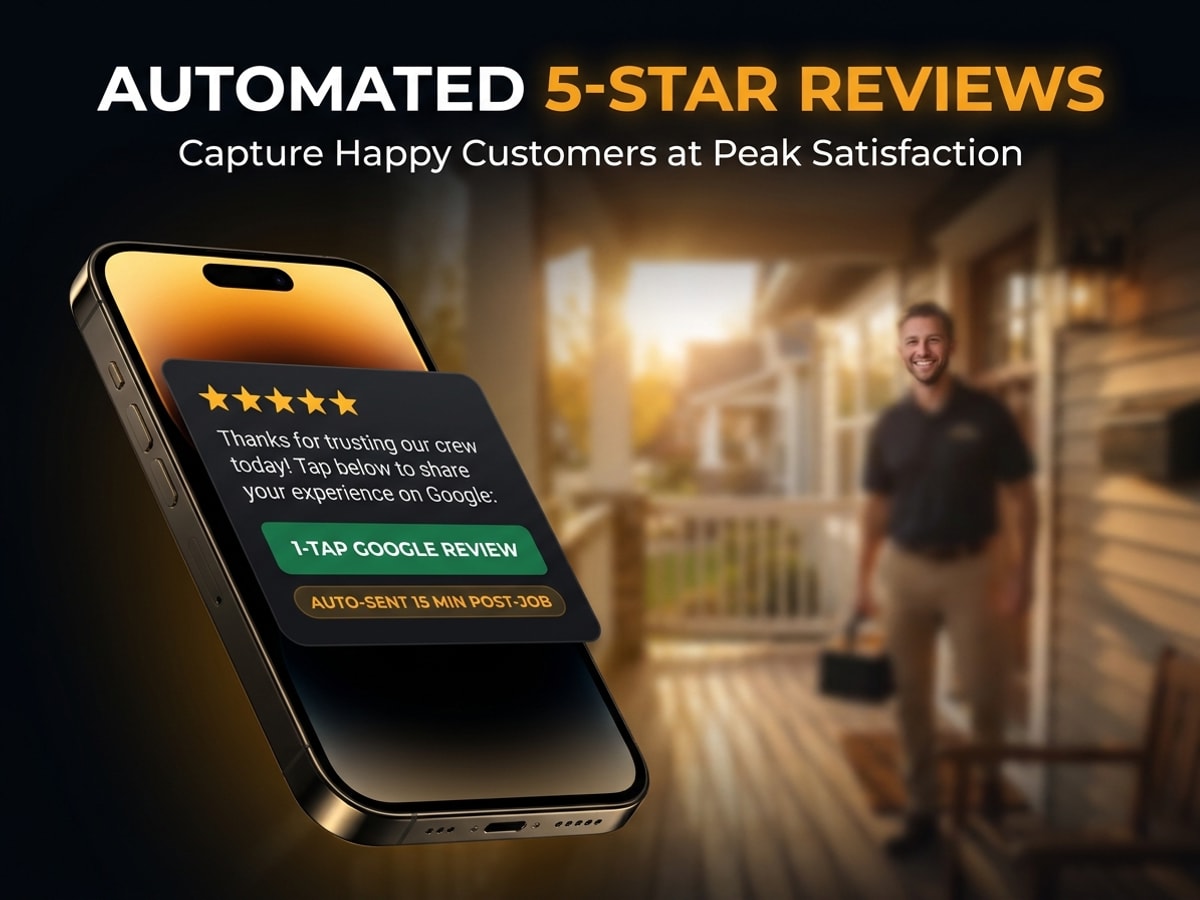 AUTOMATED 5-STAR REVIEWS
Capture Happy Customers at Peak Satisfaction
Thanks for trusting our crew
today! Tap below to share
your experience on Google:
1-TAP GOOGLE REVIEW
AUTO-SENT 15 MIN POST-JOB